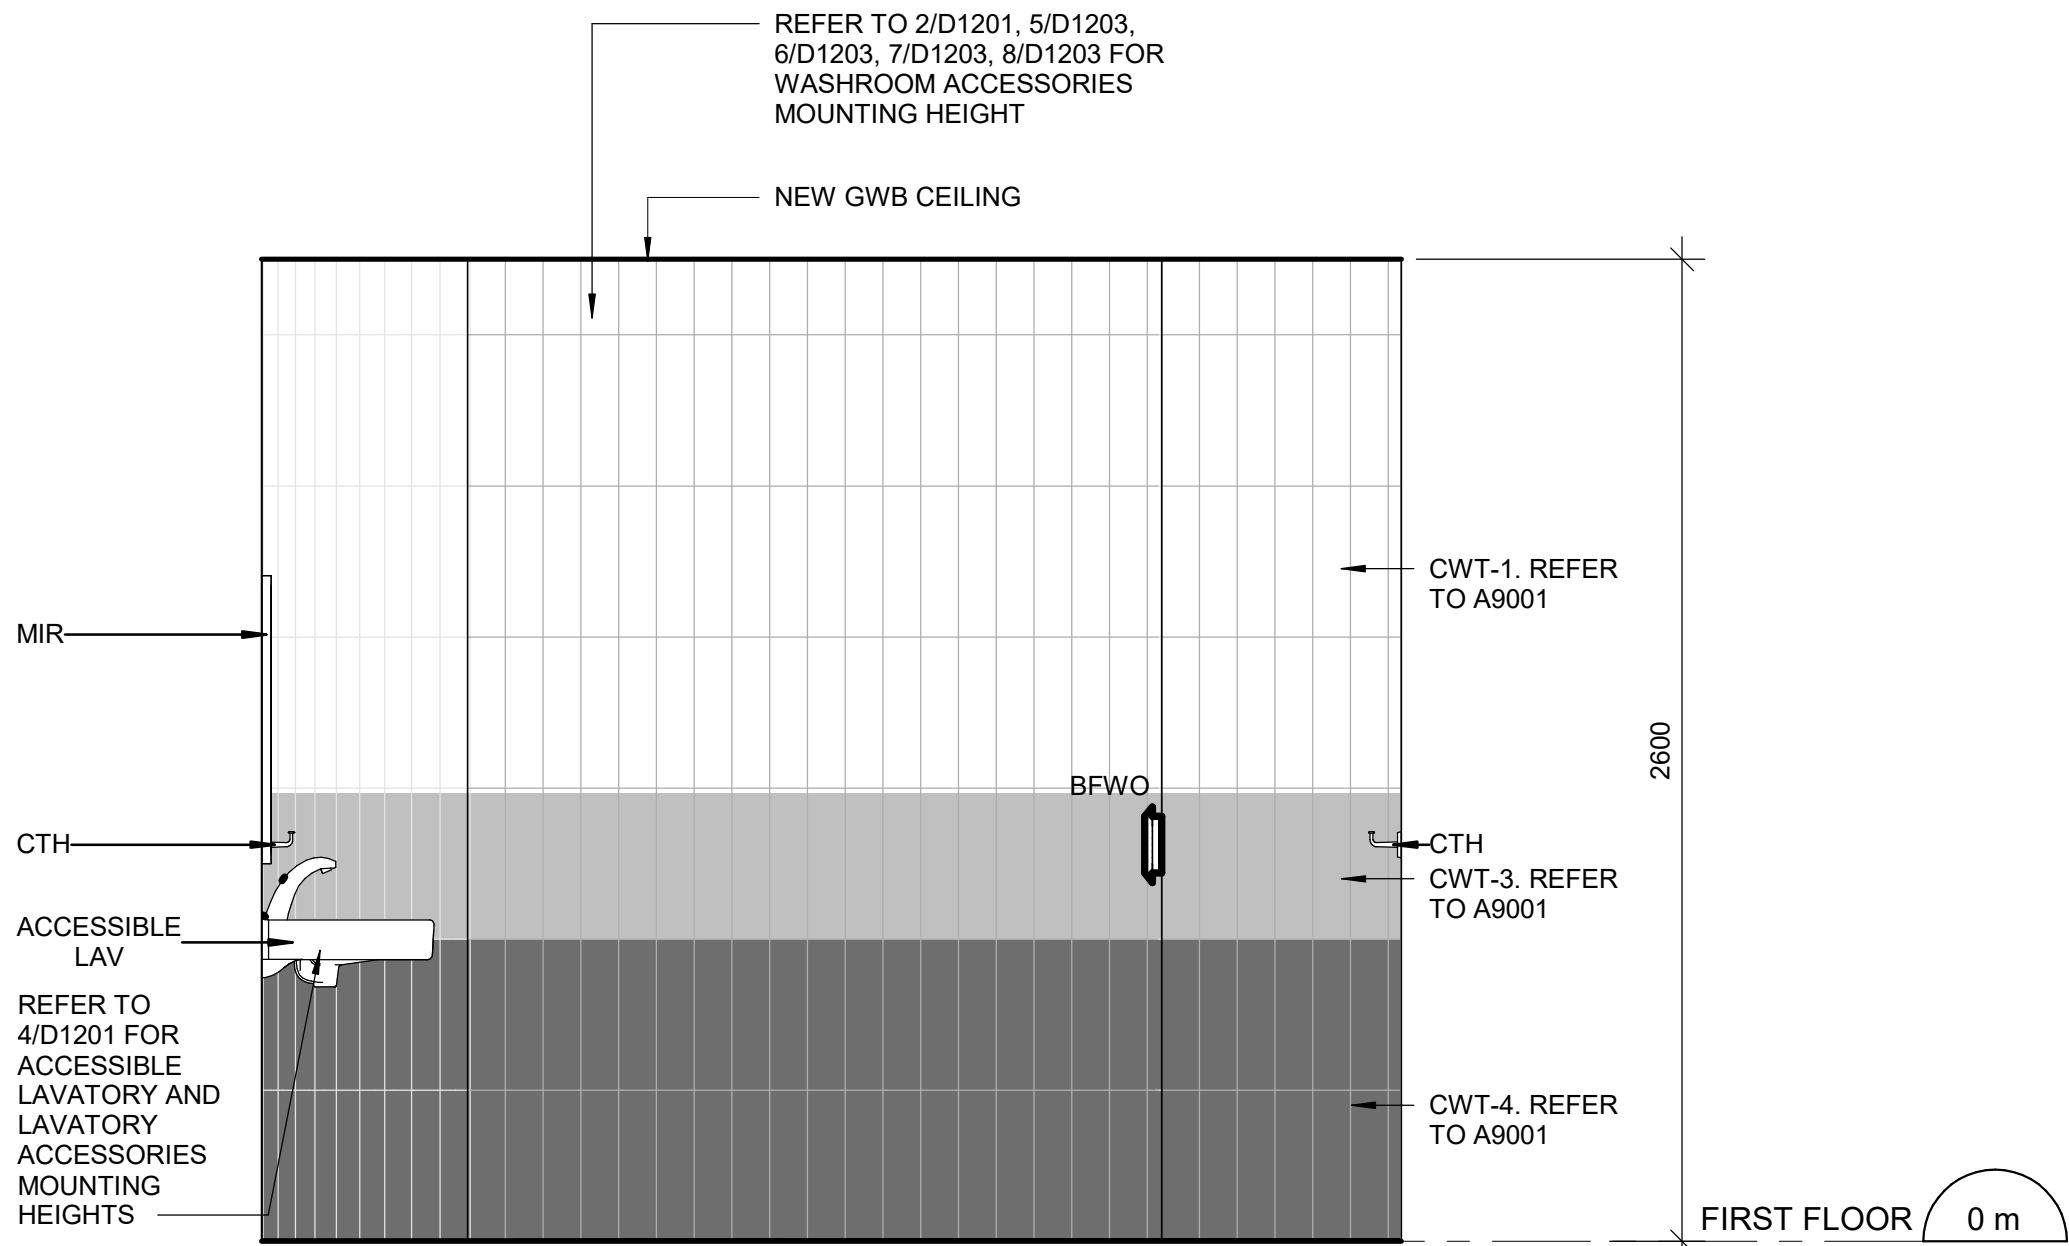 REFER TO 2/D1201, 5/D1203,
6/D1203, 7/D1203, 8/D1203 FOR
WASHROOM ACCESSORIES
MOUNTING HEIGHT
NEW GWB CEILING
CWT-1. REFER
TO A9001
MIR
2600
BFWO
CTH
CTH
CWT-3. REFER
TO A9001
ACCESSIBLE
LAV
REFER TO
4/D1201 FOR
ACCESSIBLE
LAVATORY AND
LAVATORY
ACCESSORIES
MOUNTING
HEIGHTS
CWT-4. REFER
TO A9001
FIRST FLOOR 0 m